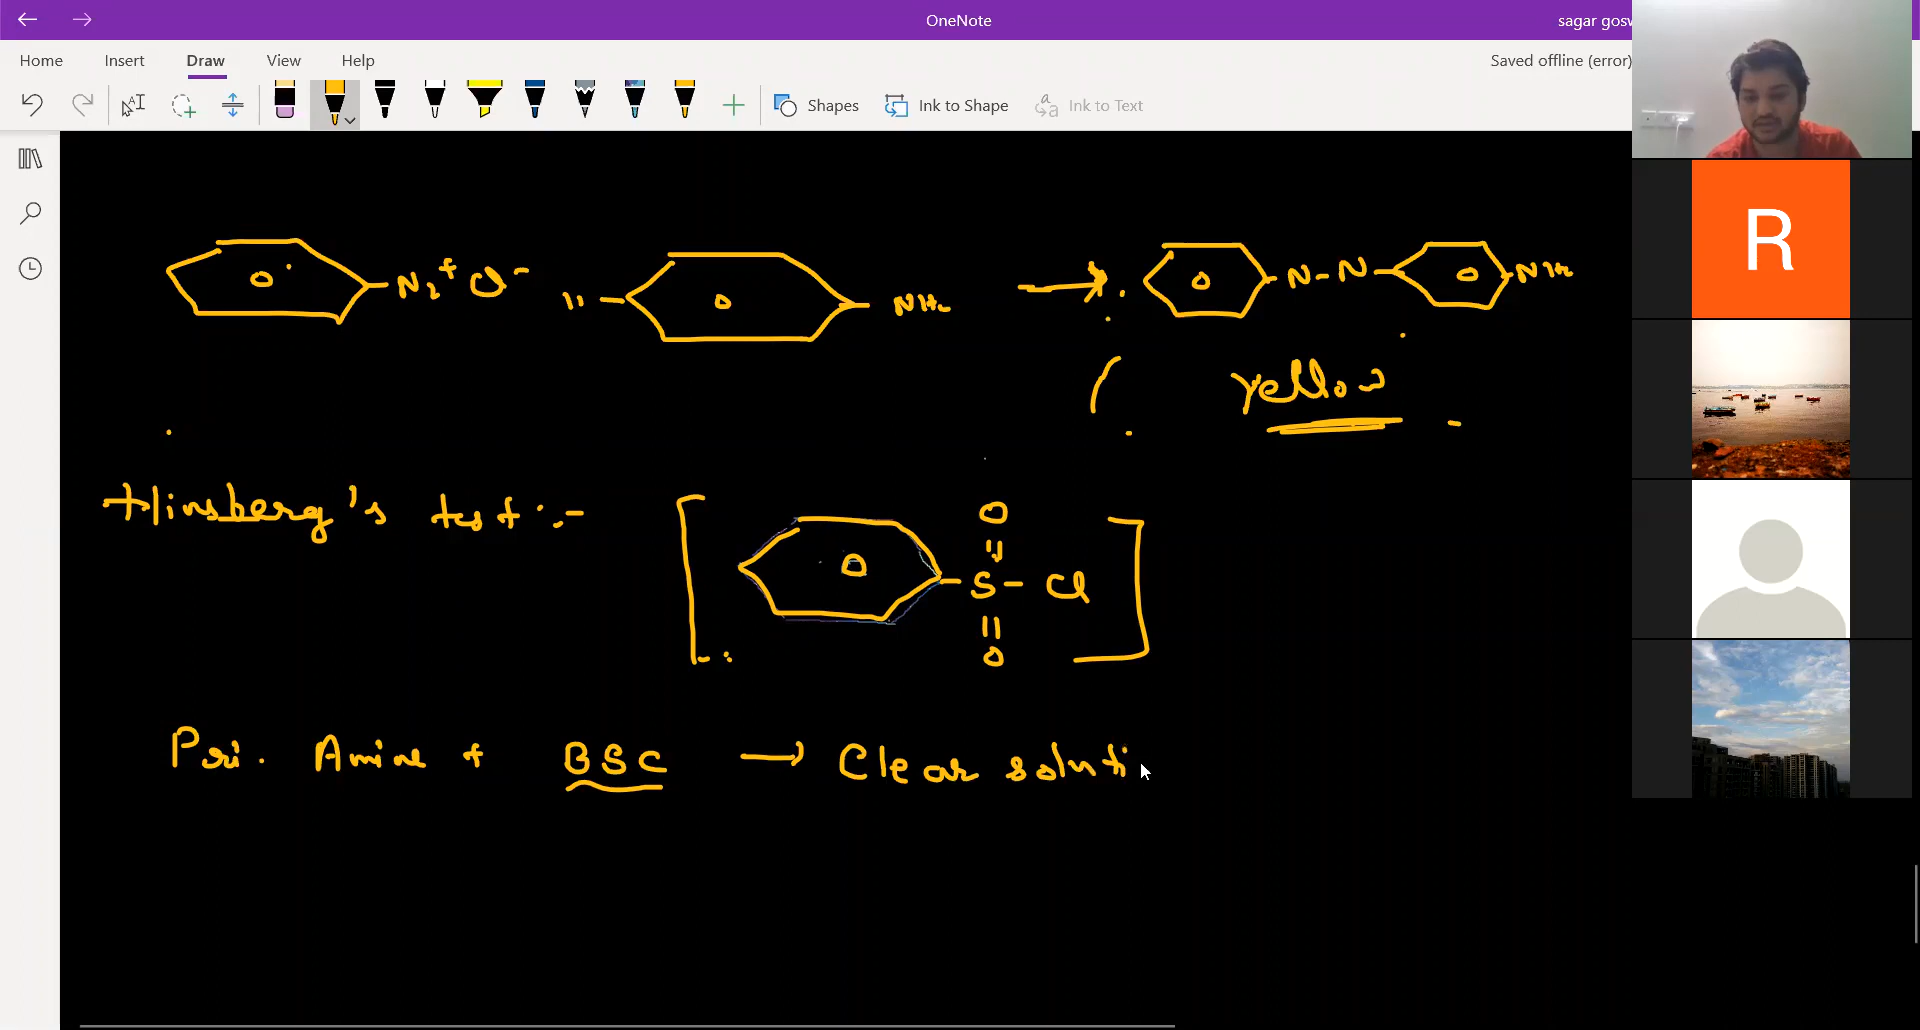 OneNote
sagar gosw
Home Insert Draw View Help
Saved offline (error)
Shapes Ink to Shape Ink to Text
R
N2+ Cl- H NH2 → N-N NH2
yellow
Hinsberg's test :-
O
S - Cl
O
Pri. Amine + BSC → Clear soluti